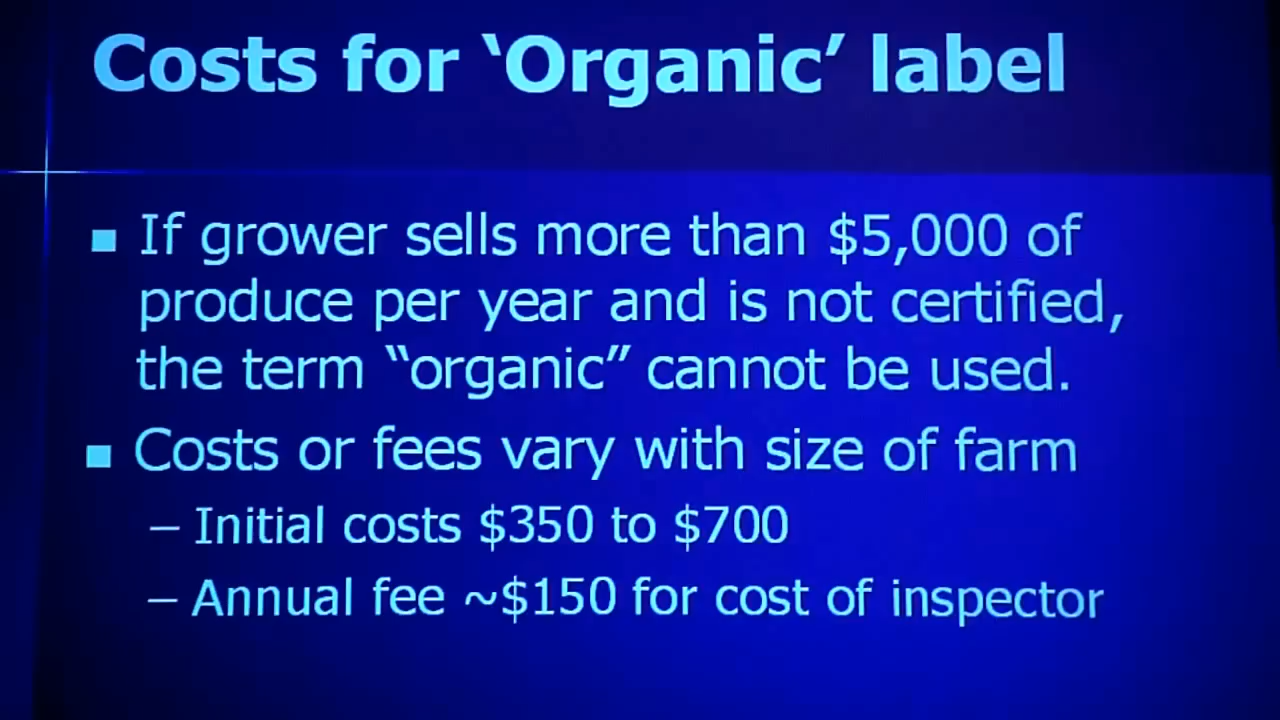 Costs for ‘Organic’ label
■ If grower sells more than $5,000 of
produce per year and is not certified,
the term “organic” cannot be used.
■ Costs or fees vary with size of farm
– Initial costs $350 to $700
– Annual fee ~$150 for cost of inspector